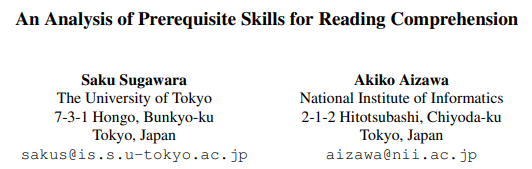 An Analysis of Prerequisite Skills for Reading Comprehension
Saku Sugawara
The University of Tokyo
7-3-1 Hongo, Bunkyo-ku
Tokyo, Japan
sakus@is.s.u-tokyo.ac.jp
Akiko Aizawa
National Institute of Informatics
2-1-2 Hitotsubashi, Chiyoda-ku
Tokyo, Japan
aizawa@nii.ac.jp